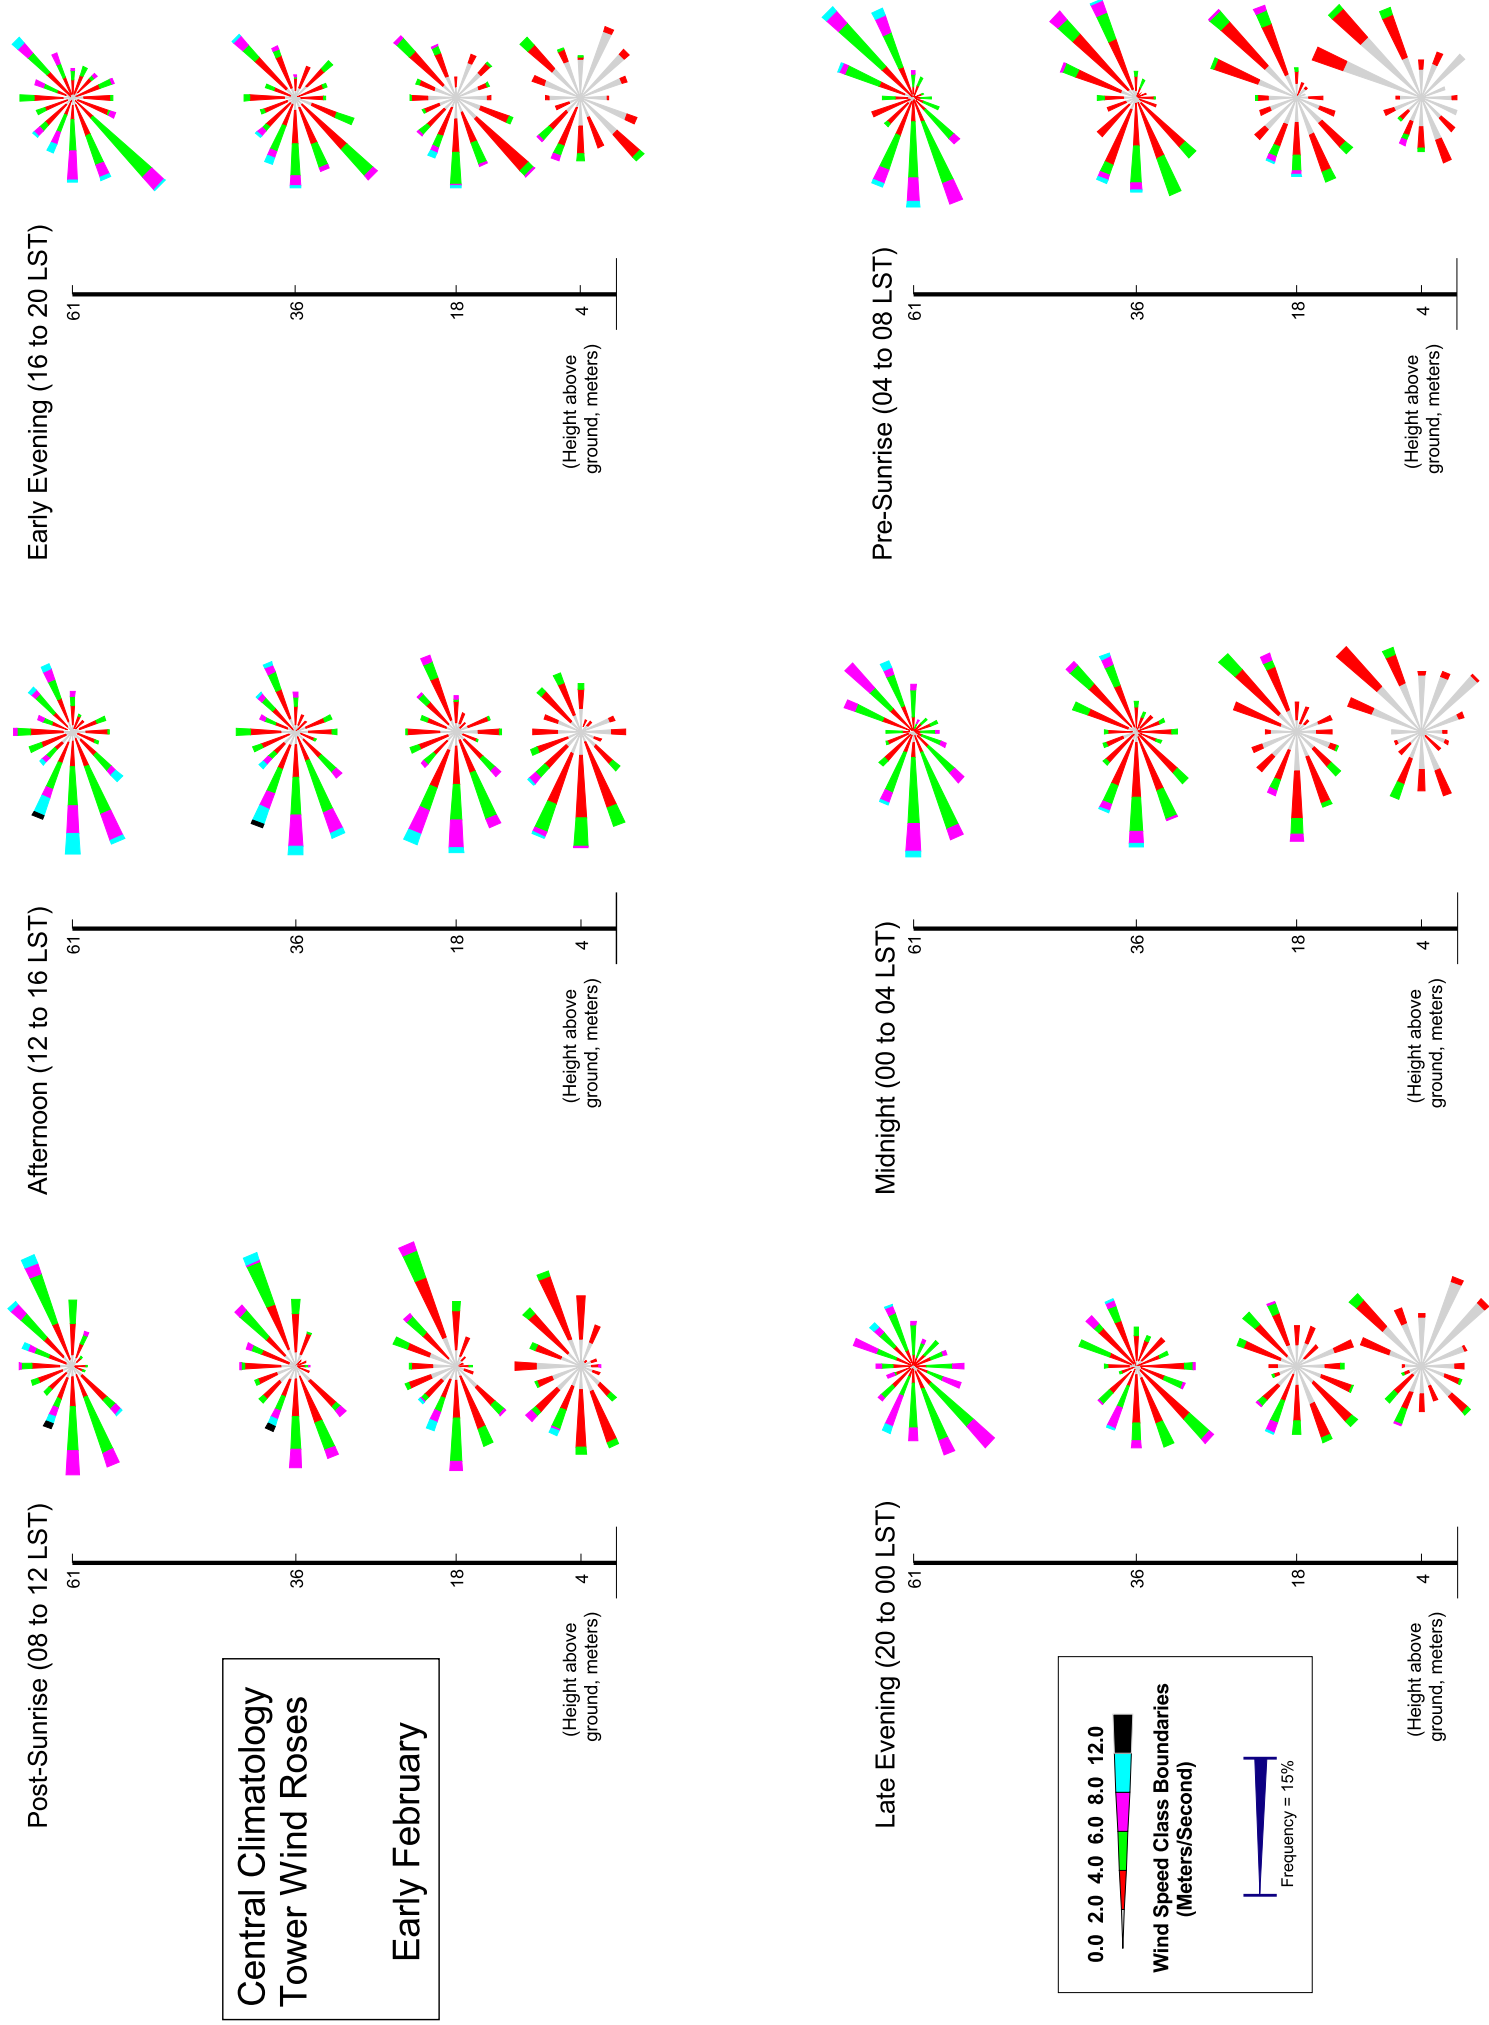 Central Climatology
Tower Wind Roses
Early February
Post-Sunrise (08 to 12 LST)
61
36
18
4
(Height above
ground, meters)
Afternoon (12 to 16 LST)
61
36
18
4
(Height above
ground, meters)
Early Evening (16 to 20 LST)
61
36
18
4
(Height above
ground, meters)
Late Evening (20 to 00 LST)
61
36
18
4
(Height above
ground, meters)
Midnight (00 to 04 LST)
61
36
18
4
(Height above
ground, meters)
Pre-Sunrise (04 to 08 LST)
61
36
18
4
(Height above
ground, meters)
0.0 2.0 4.0 6.0 8.0 12.0
Wind Speed Class Boundaries
(Meters/Second)
Frequency = 15%